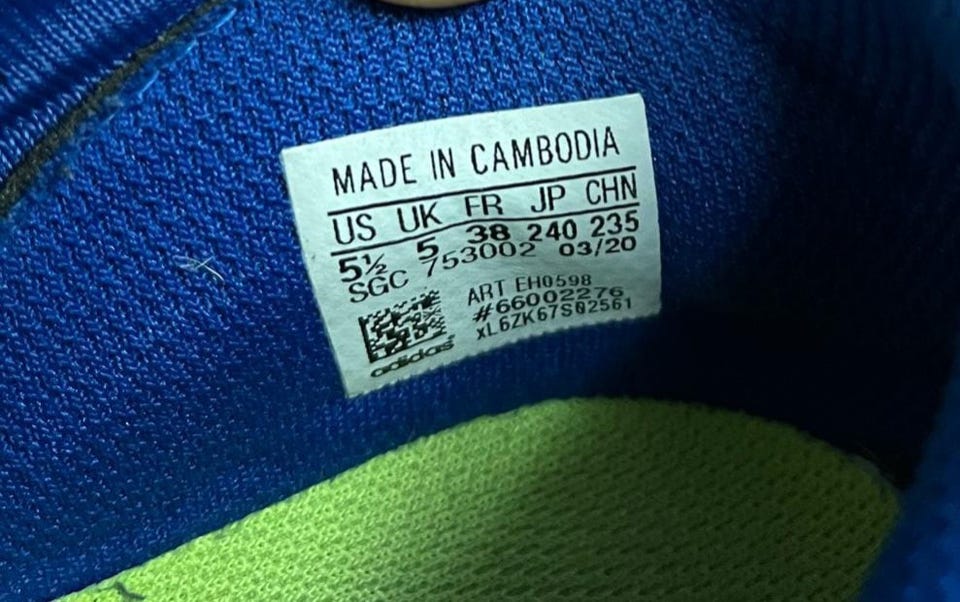 MADE IN CAMBODIA
US UK FR JP CHN
5½ 5 38 240 235
SGC 753002 03/20
ART EH0598
#66002276
xL6ZK67S02561
adidas